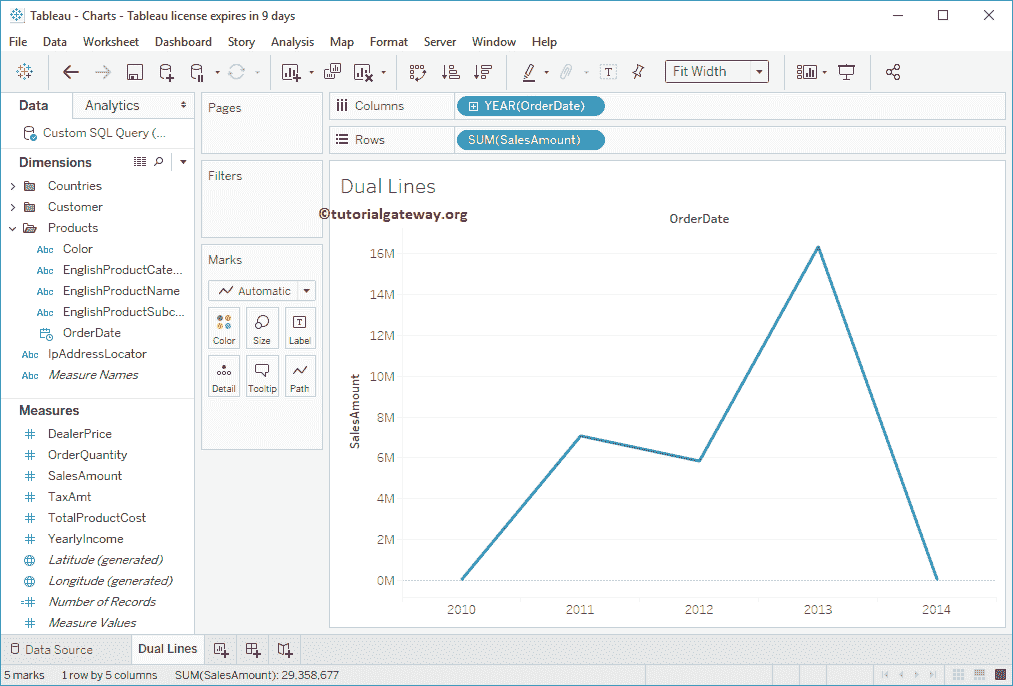 Tableau - Charts - Tableau license expires in 9 days
File Data Worksheet Dashboard Story Analysis Map Format Server Window Help
T Fit Width
Data Analytics
Custom SQL Query (...
Dimensions
Countries
Customer
Products
Abc Color
Abc EnglishProductCate...
Abc EnglishProductName
Abc EnglishProductSubc...
OrderDate
Abc IpAddressLocator
Abc Measure Names
Measures
# DealerPrice
# OrderQuantity
# SalesAmount
# TaxAmt
# TotalProductCost
# YearlyIncome
Latitude (generated)
Longitude (generated)
=# Number of Records
# Measure Values
Pages
Filters
Marks
Automatic
Color Size T Label
Detail Tooltip Path
Columns YEAR(OrderDate)
Rows SUM(SalesAmount)
Dual Lines
©tutorialgateway.org
OrderDate
SalesAmount
16M
14M
12M
10M
8M
6M
4M
2M
0M
2010 2011 2012 2013 2014
Data Source Dual Lines
5 marks 1 row by 5 columns SUM(SalesAmount): 29,358,677